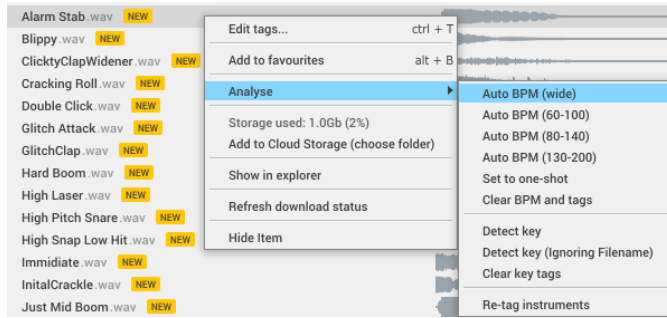 Alarm Stab.wav NEW
Blippy.wav NEW
ClicktyClapWidener.wav NEW
Cracking Roll.wav NEW
Double Click.wav NEW
Glitch Attack.wav NEW
GlitchClap.wav NEW
Hard Boom.wav NEW
High Laser.wav NEW
High Pitch Snare.wav NEW
High Snap Low Hit.wav NEW
Immidiate.wav NEW
InitalCrackle.wav NEW
Just Mid Boom.wav NEW
Edit tags... ctrl + T
Add to favourites alt + B
Analyse
Storage used: 1.0Gb (2%)
Add to Cloud Storage (choose folder)
Show in explorer
Refresh download status
Hide Item
Auto BPM (wide)
Auto BPM (60-100)
Auto BPM (80-140)
Auto BPM (130-200)
Set to one-shot
Clear BPM and tags
Detect key
Detect key (Ignoring Filename)
Clear key tags
Re-tag instruments